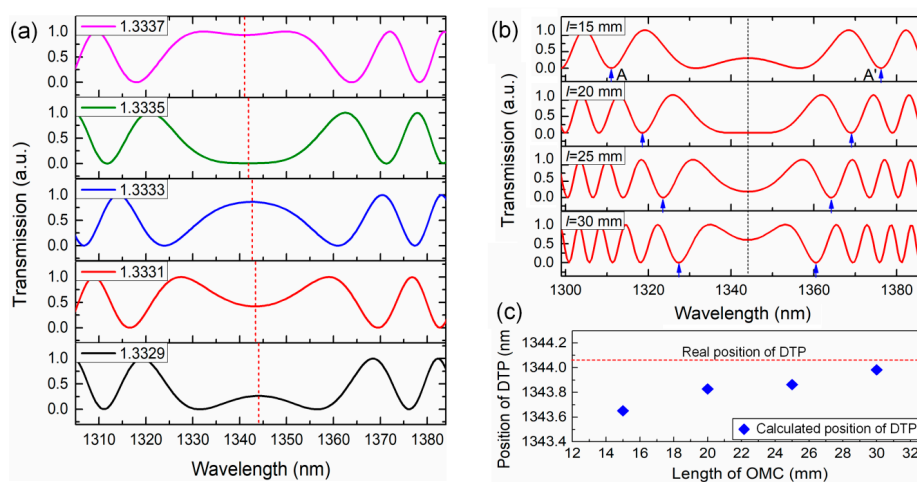 (a)
1.3337
1.0
0.5
0.0
1.3335
1.0
0.5
0.0
1.3333
1.0
0.5
0.0
1.3331
1.0
0.5
0.0
1.3329
1.0
0.5
0.0
Transmission (a.u.)
1310 1320 1330 1340 1350 1360 1370 1380
Wavelength (nm)
(b)
l=15 mm
1.0
0.5
0.0
A A'
l=20 mm
1.0
0.5
0.0
l=25 mm
1.0
0.5
0.0
l=30 mm
1.0
0.5
0.0
Transmission (a.u.)
1300 1320 1340 1360 1380
Wavelength (nm)
(c)
1344.2
1344.0
1343.8
1343.6
1343.4
Position of DTP (nm)
Real position of DTP
Calculated position of DTP
12 14 16 18 20 22 24 26 28 30 32
Length of OMC (mm)